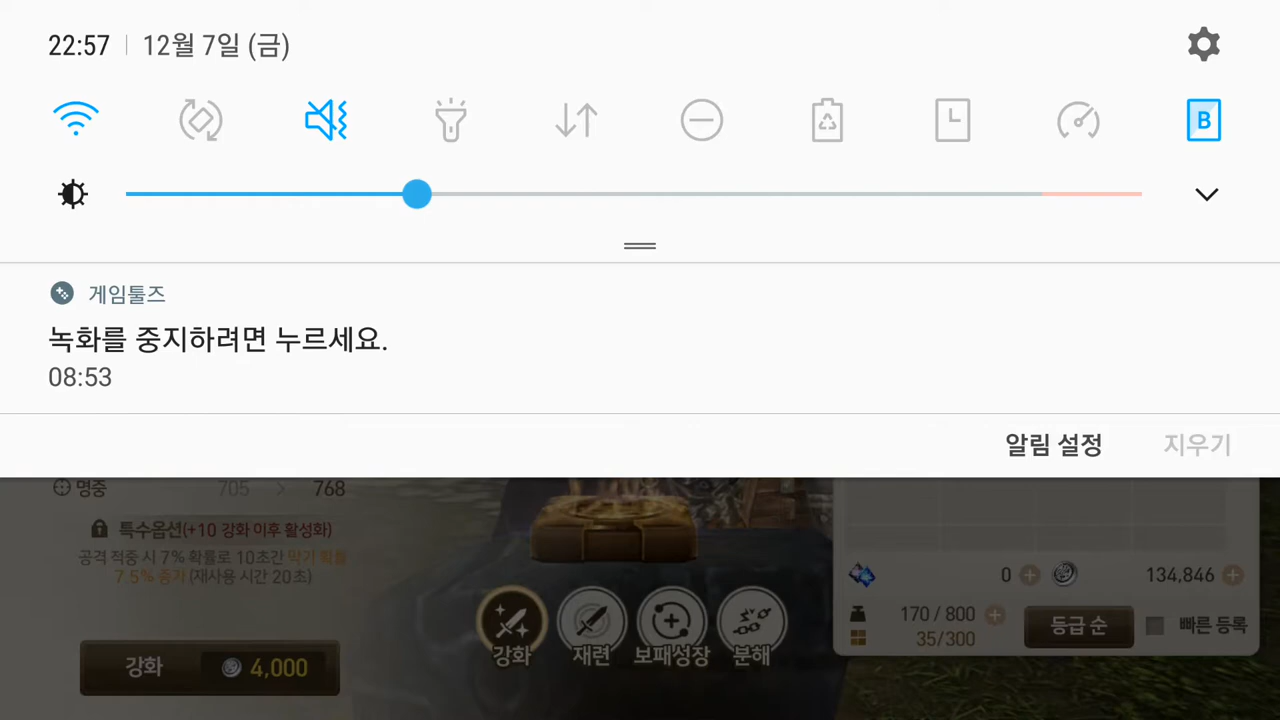 22:57 | 12월 7일 (금)
B
게임툴즈
녹화를 중지하려면 누르세요.
08:53
알림 설정 지우기
명중 705 > 768
특수옵션(+10 강화 이후 활성화)
공격 적중 시 7% 확률로 10초간 막기 확률
7.5% 증가 (재사용 시간 20초)
강화 4,000
강화 재련 보패성장 분해
0 134,846
170 / 800
35/300
등급 순 빠른 등록